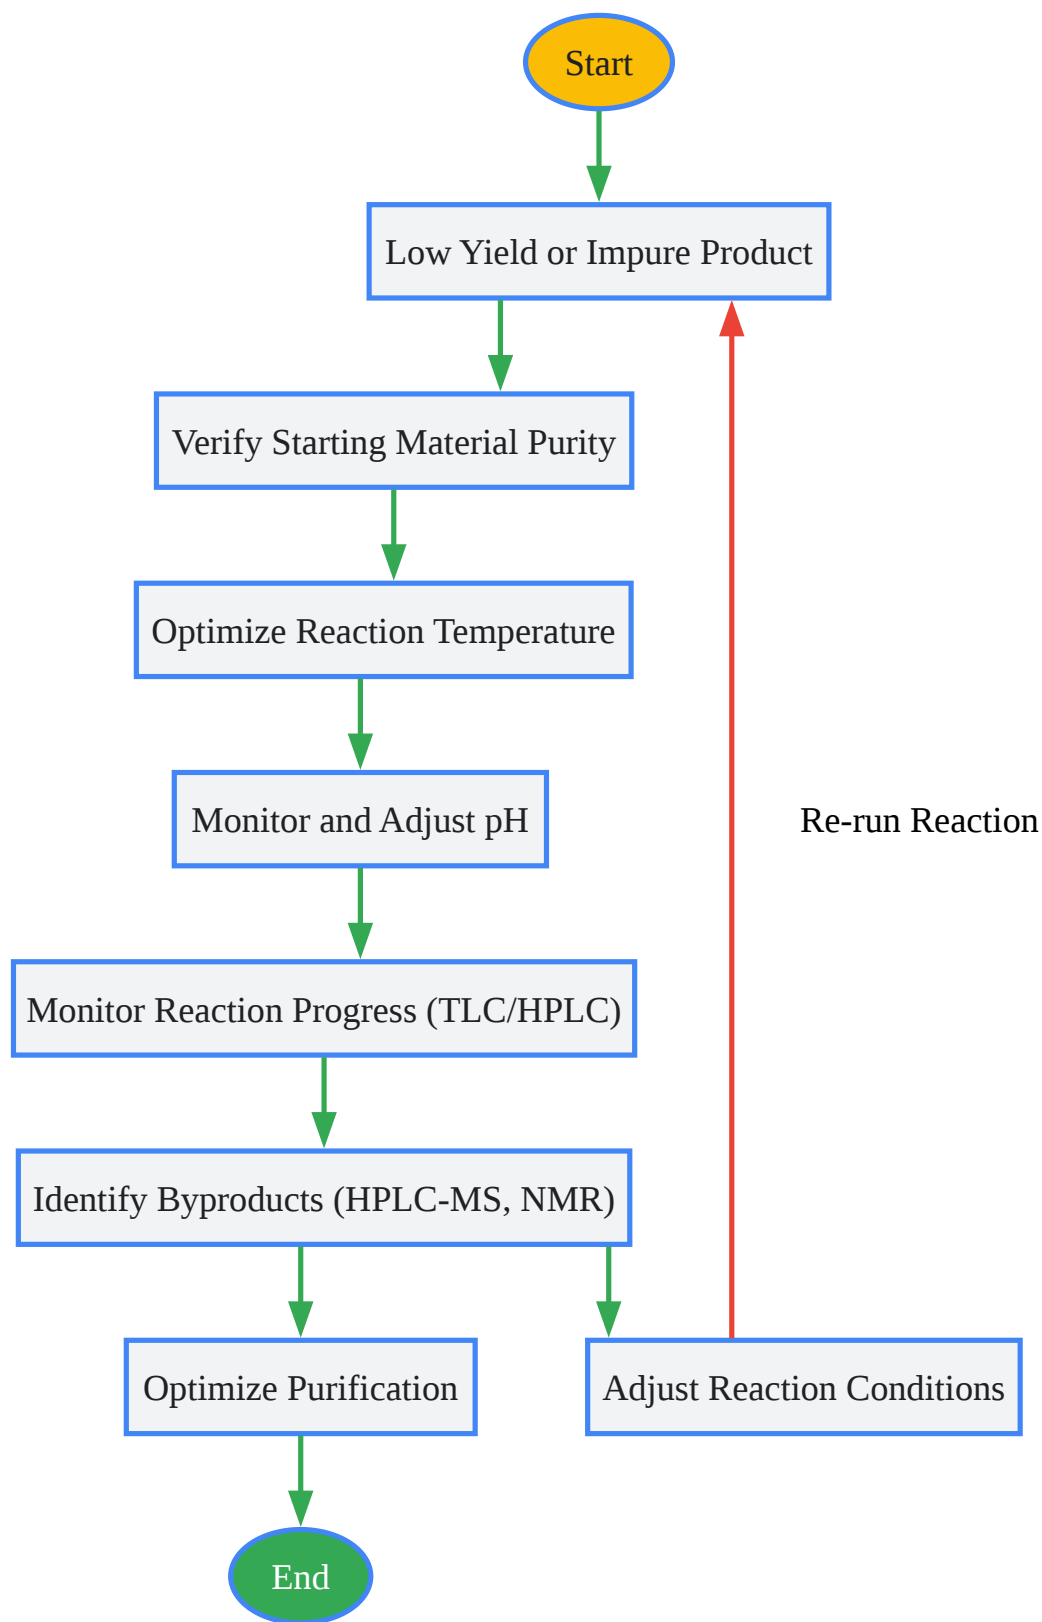 Start
Low Yield or Impure Product
Verify Starting Material Purity
Optimize Reaction Temperature
Monitor and Adjust pH
Re-run Reaction
Monitor Reaction Progress (TLC/HPLC)
Identify Byproducts (HPLC-MS, NMR)
Optimize Purification
Adjust Reaction Conditions
End